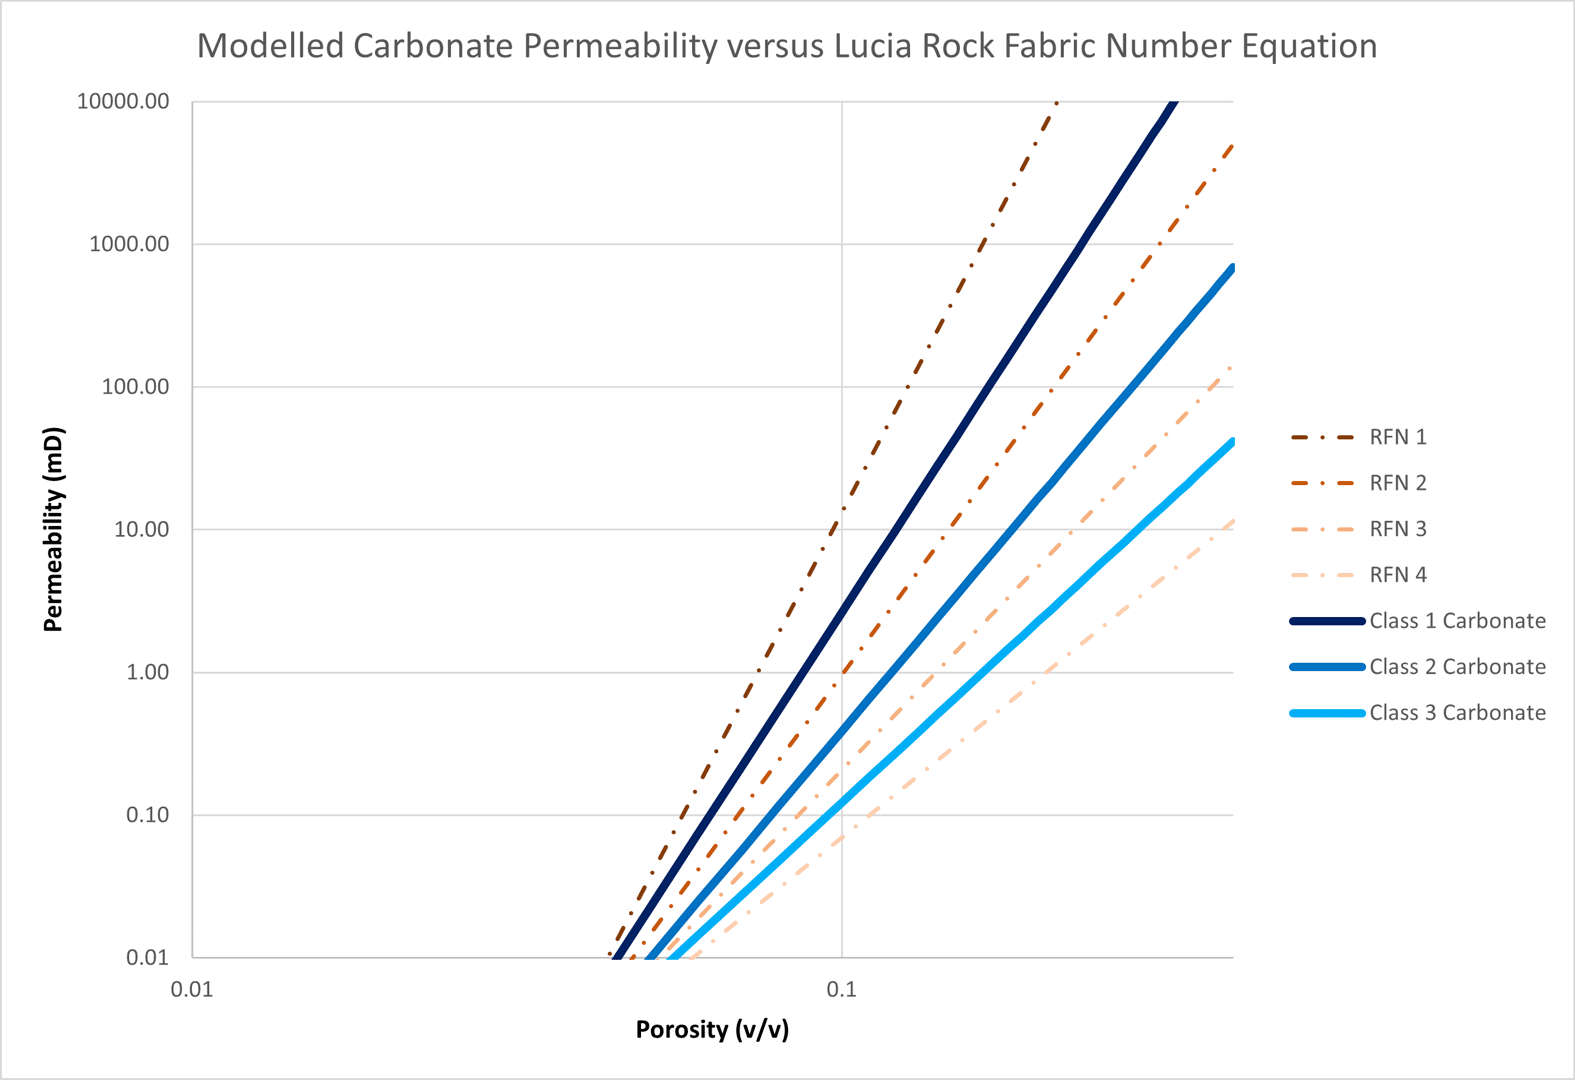 Modelled Carbonate Permeability versus Lucia Rock Fabric Number Equation
10000.00
1000.00
100.00
10.00
1.00
0.10
0.01
Permeability (mD)
0.01
0.1
Porosity (v/v)
RFN 1
RFN 2
RFN 3
RFN 4
Class 1 Carbonate
Class 2 Carbonate
Class 3 Carbonate